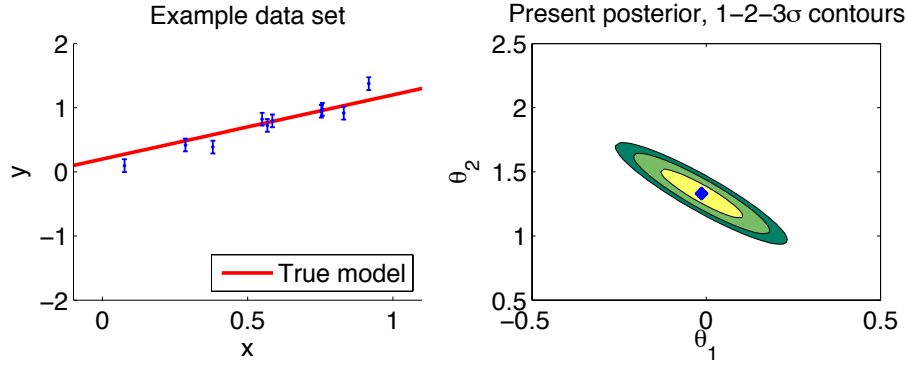 Example data set
2
1
0
−1
−2
y
0
0.5
1
x
True model
Present posterior, 1−2−3σ contours
2.5
2
1.5
1
0.5
θ2
−0.5
0
0.5
θ1